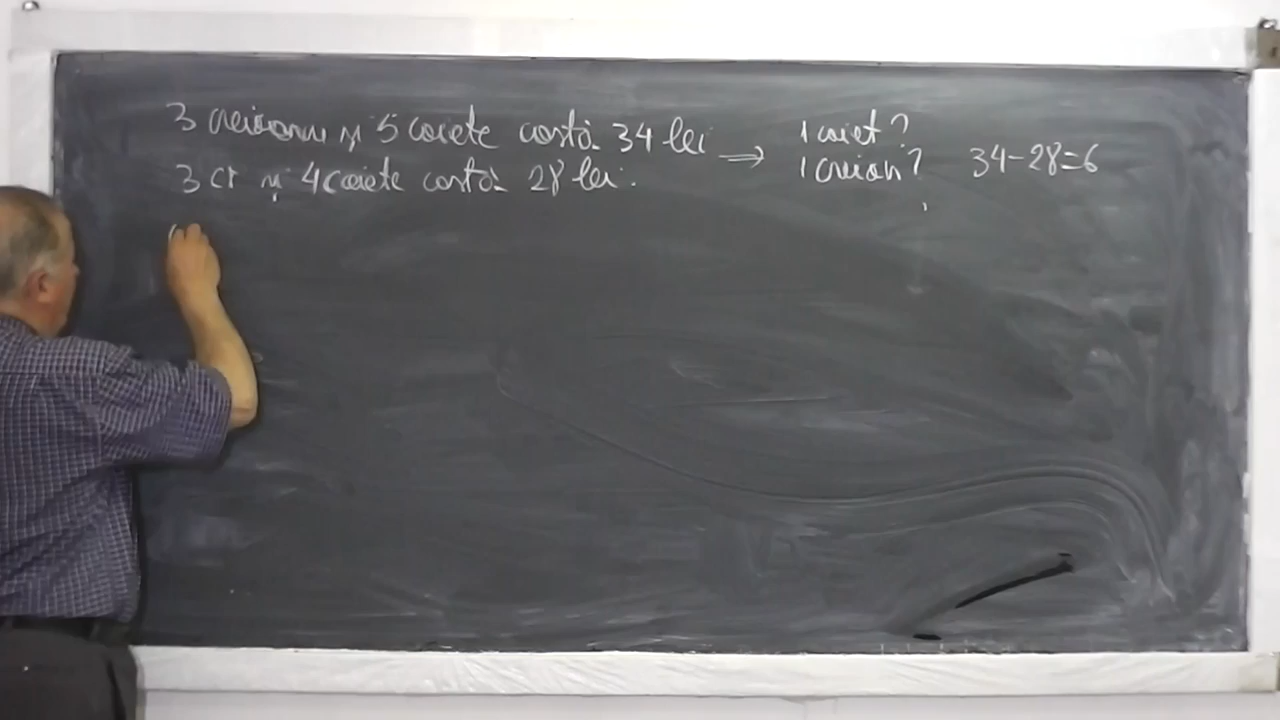 3 creioane și 5 caiete costă 34 lei ⇒ 1 caiet? 
3 cr și 4 caiete costă 28 lei. 1 creion? 34-28=6